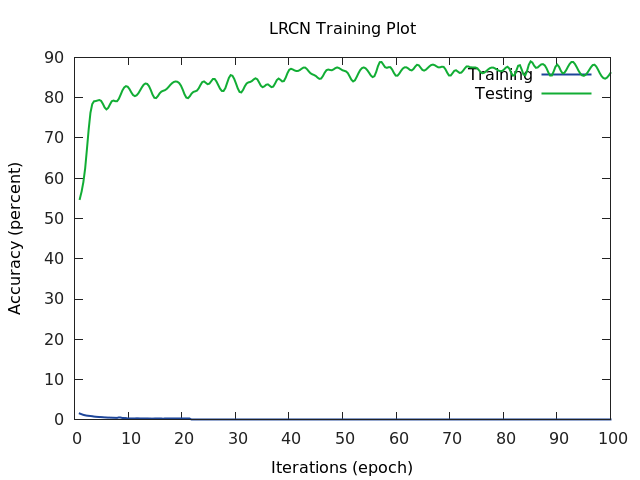 LRCN Training Plot
90
80
70
60
50
40
30
20
10
0
0 10 20 30 40 50 60 70 80 90 100
Accuracy (percent)
Iterations (epoch)
Training
Testing